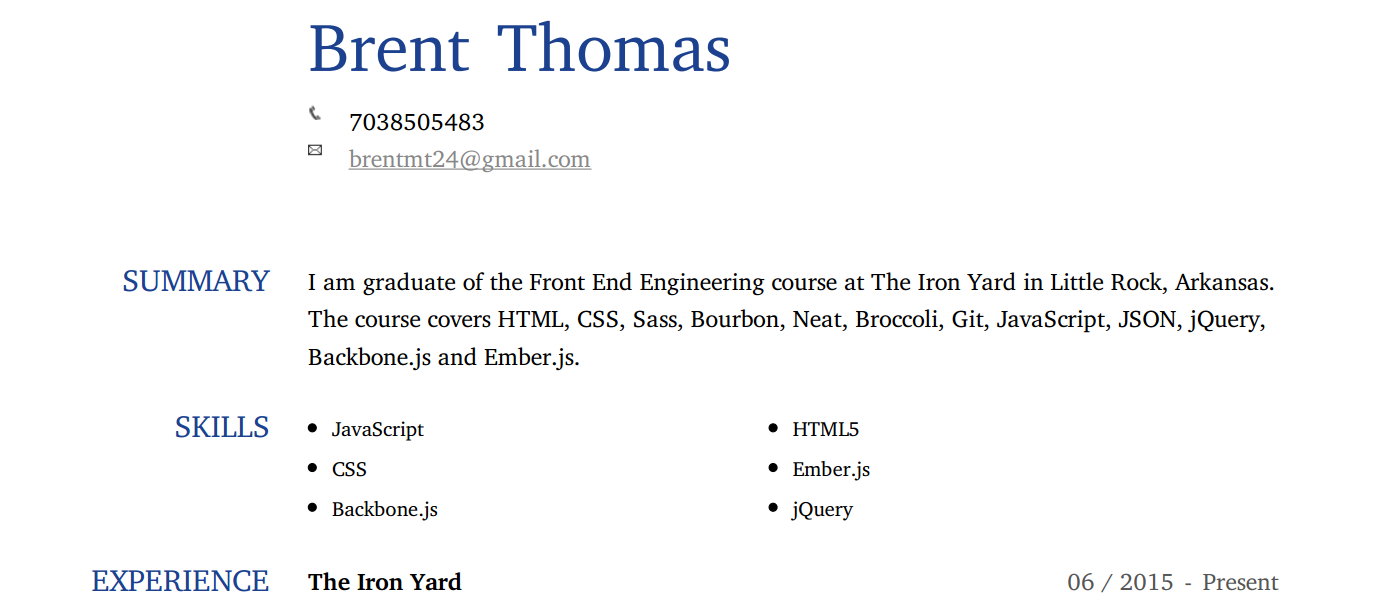 Brent Thomas
7038505483
brentmt24@gmail.com
SUMMARY
I am graduate of the Front End Engineering course at The Iron Yard in Little Rock, Arkansas.
The course covers HTML, CSS, Sass, Bourbon, Neat, Broccoli, Git, JavaScript, JSON, jQuery,
Backbone.js and Ember.js.
SKILLS
JavaScript
CSS
Backbone.js
HTML5
Ember.js
jQuery
EXPERIENCE
The Iron Yard 06 / 2015 - Present